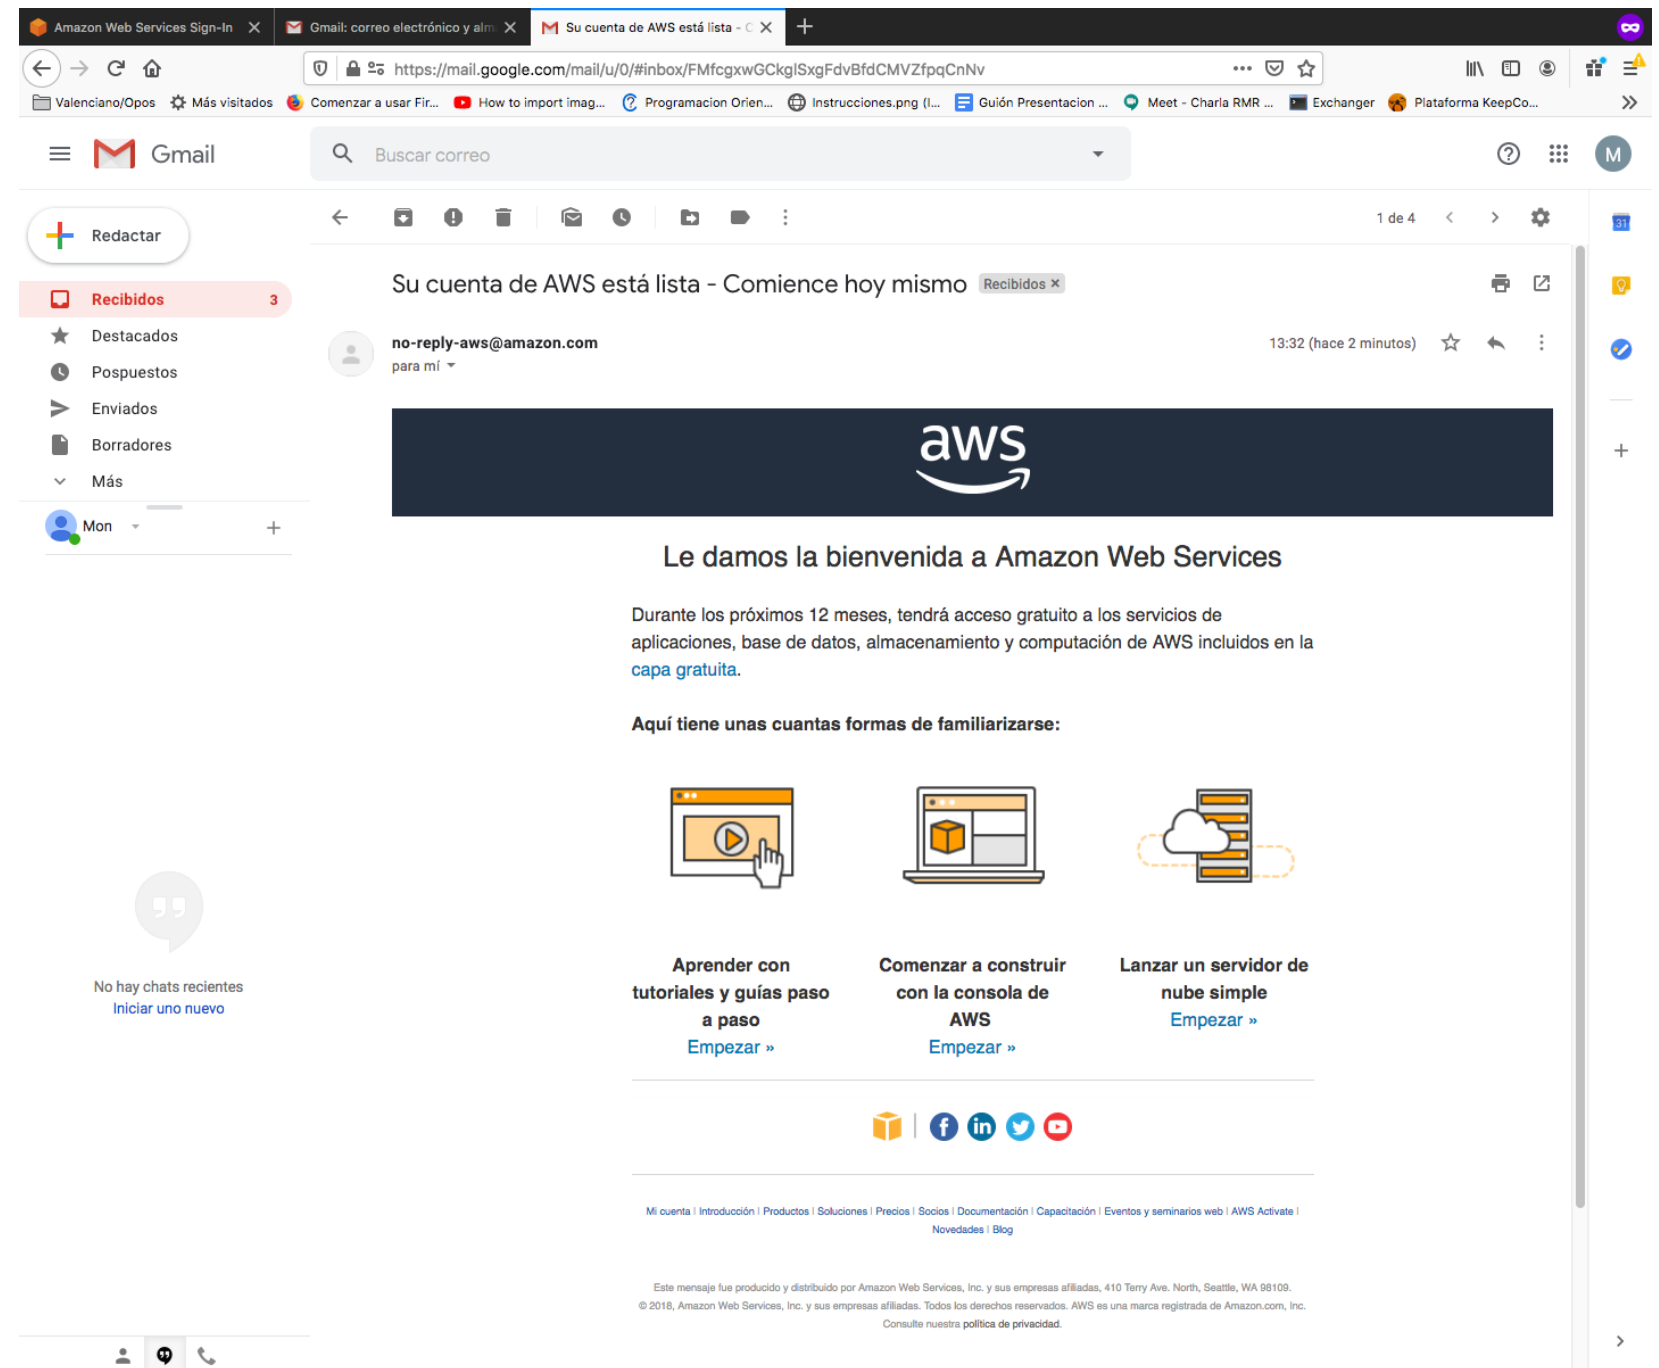 Amazon Web Services Sign-In
Gmail: correo electrónico y alm
Su cuenta de AWS está lista - C
https://mail.google.com/mail/u/0/#inbox/FMfcgxwGCkglSxgFdvBfdCMVZfpqCnNv
Valenciano/Opos
Más visitados
Comenzar a usar Fir...
How to import imag...
Programacion Orien...
Instrucciones.png (I...
Guión Presentacion ...
Meet - Charla RMR ...
Exchanger
Plataforma KeepCo...
Gmail
Buscar correo
M
Redactar
1 de 4
31
Recibidos 3
Destacados
Pospuestos
Enviados
Borradores
Más
Mon
No hay chats recientes
Iniciar uno nuevo
Su cuenta de AWS está lista - Comience hoy mismo
Recibidos ×
no-reply-aws@amazon.com
13:32 (hace 2 minutos)
para mí
aws
Le damos la bienvenida a Amazon Web Services
Durante los próximos 12 meses, tendrá acceso gratuito a los servicios de
aplicaciones, base de datos, almacenamiento y computación de AWS incluidos en la
capa gratuita.
Aquí tiene unas cuantas formas de familiarizarse:
Aprender con
tutoriales y guías paso
a paso
Empezar »
Comenzar a construir
con la consola de
AWS
Empezar »
Lanzar un servidor de
nube simple
Empezar »
Mi cuenta | Introducción | Productos | Soluciones | Precios | Socios | Documentación | Capacitación | Eventos y seminarios web | AWS Activate |
Novedades | Blog
Este mensaje fue producido y distribuido por Amazon Web Services, Inc. y sus empresas afiliadas, 410 Terry Ave. North, Seattle, WA 98109.
© 2018, Amazon Web Services, Inc. y sus empresas afiliadas. Todos los derechos reservados. AWS es una marca registrada de Amazon.com, Inc.
Consulte nuestra política de privacidad.